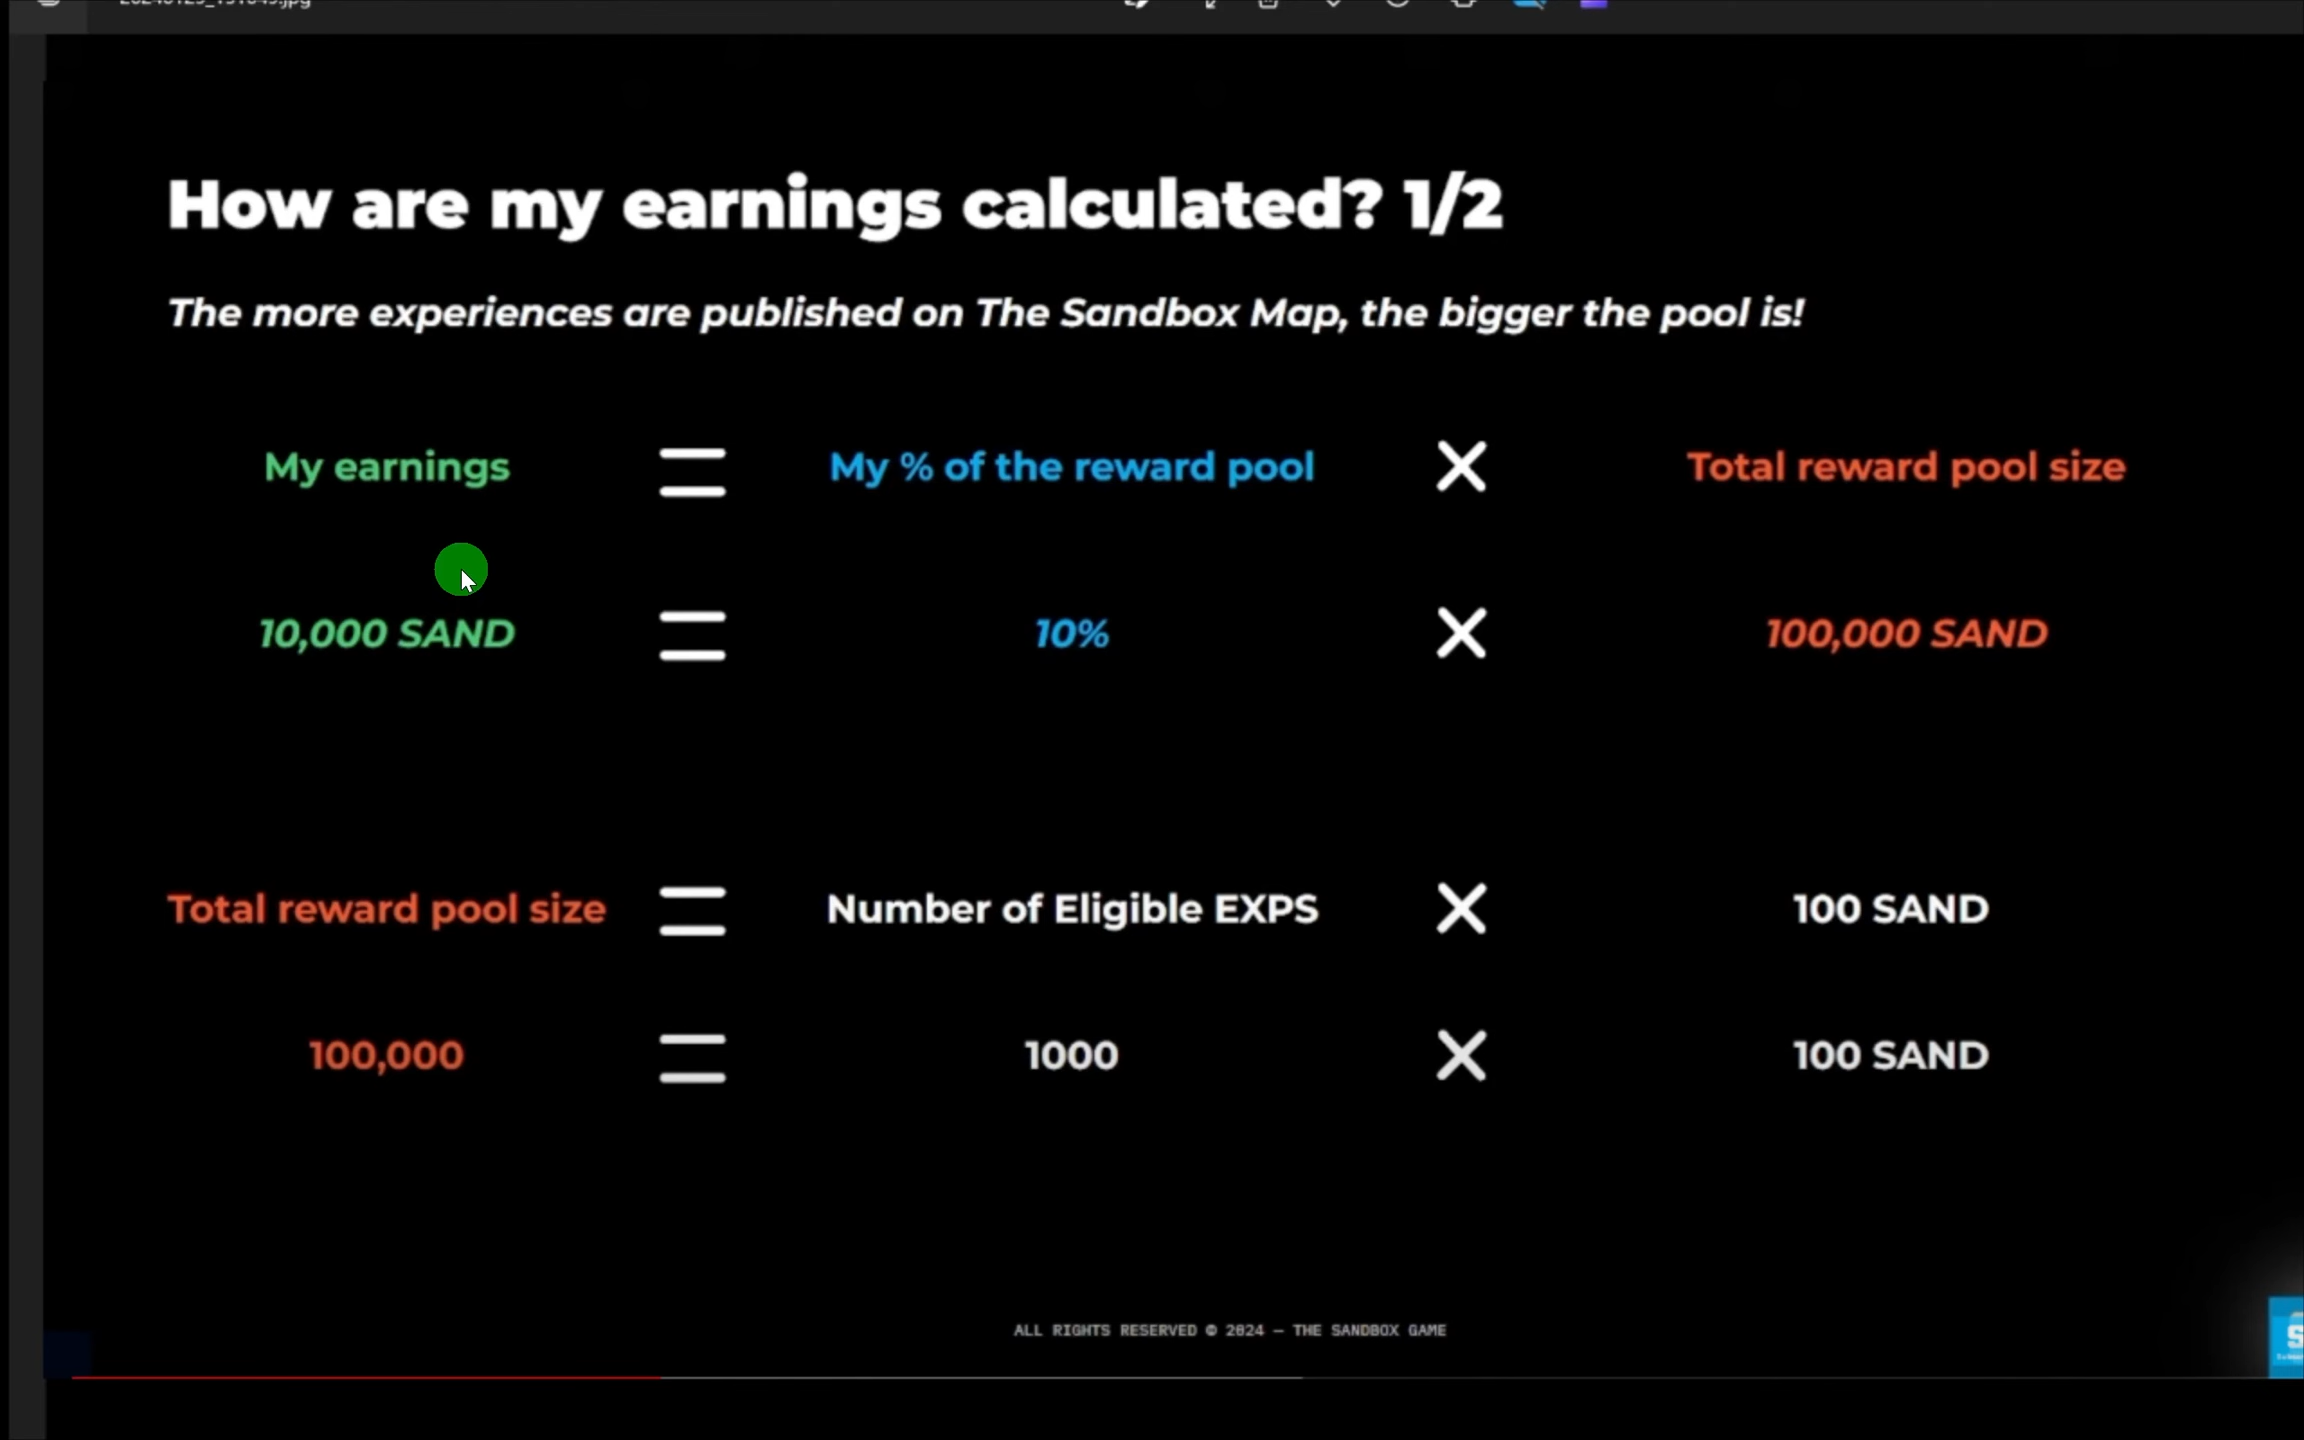 How are my earnings calculated? 1/2
The more experiences are published on The Sandbox Map, the bigger the pool is!
My earnings = My % of the reward pool × Total reward pool size
10,000 SAND = 10% × 100,000 SAND
Total reward pool size = Number of Eligible EXPS × 100 SAND
100,000 = 1000 × 100 SAND
ALL RIGHTS RESERVED © 2024 — THE SANDBOX GAME